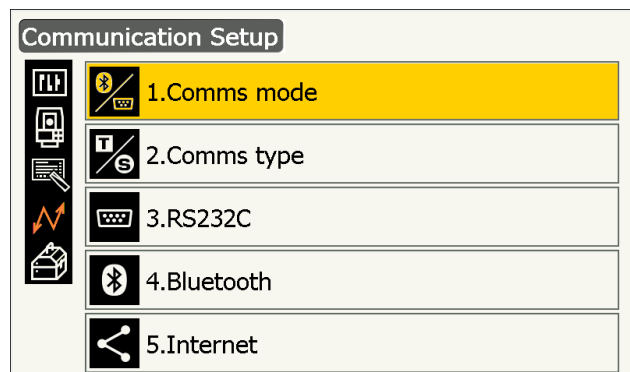 Communication Setup
1.Comms mode
2.Comms type
T
S
3.RS232C
4.Bluetooth
5.Internet